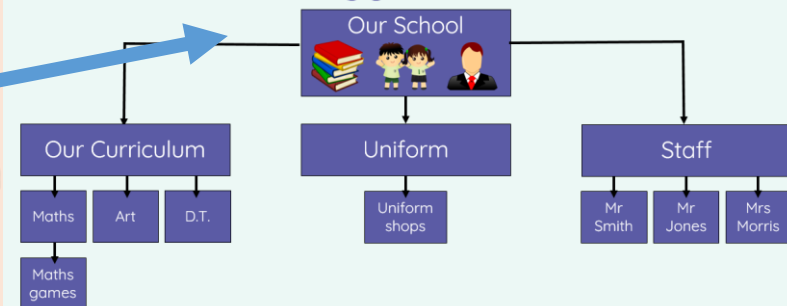 Our School
Our Curriculum
Uniform
Staff
Maths
Art
D.T.
Uniform
shops
Mr
Smith
Mr
Jones
Mrs
Morris
Maths
games